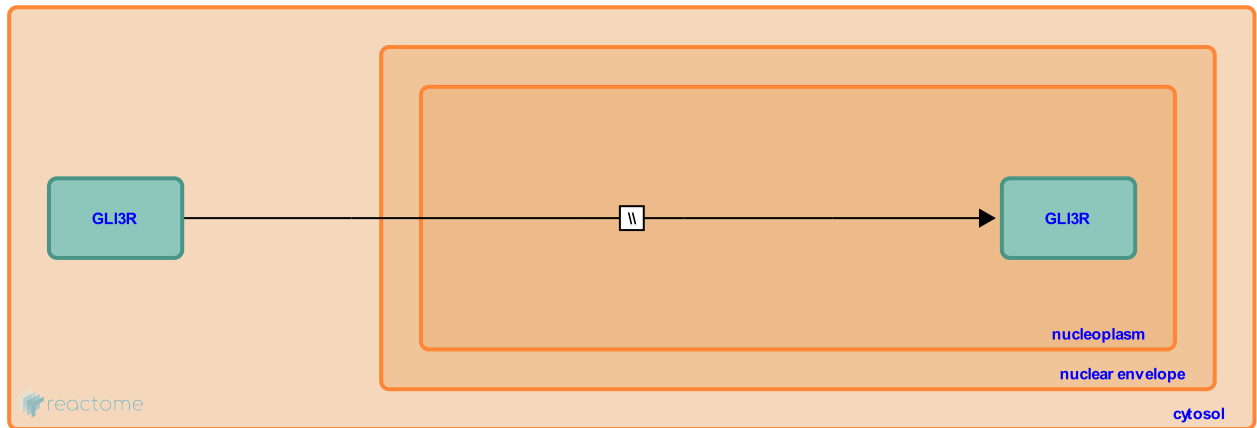 GLI3R
\\
GLI3R
nucleoplasm
nuclear envelope
reactome
cytosol